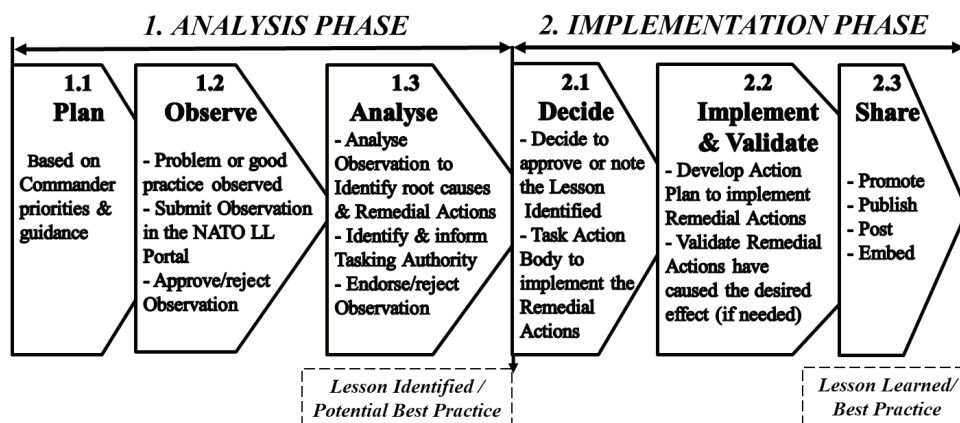 1. ANALYSIS PHASE
2. IMPLEMENTATION PHASE
1.1
Plan
Based on
Commander
priorities &
guidance
1.2
Observe
- Problem or good
practice observed
- Submit Observation
in the NATO LL
Portal
- Approve/reject
Observation
1.3
Analyse
- Analyse
Observation to
Identify root causes
& Remedial Actions
- Identify & inform
Tasking Authority
- Endorse/reject
Observation
2.1
Decide
- Decide to
approve or note
the Lesson
Identified
- Task Action
Body to
implement the
Remedial
Actions
2.2
Implement
& Validate
- Develop Action
Plan to implement
Remedial Actions
- Validate Remedial
Actions have
caused the desired
effect (if needed)
2.3
Share
- Promote
- Publish
- Post
- Embed
Lesson Identified /
Potential Best Practice
Lesson Learned/
Best Practice